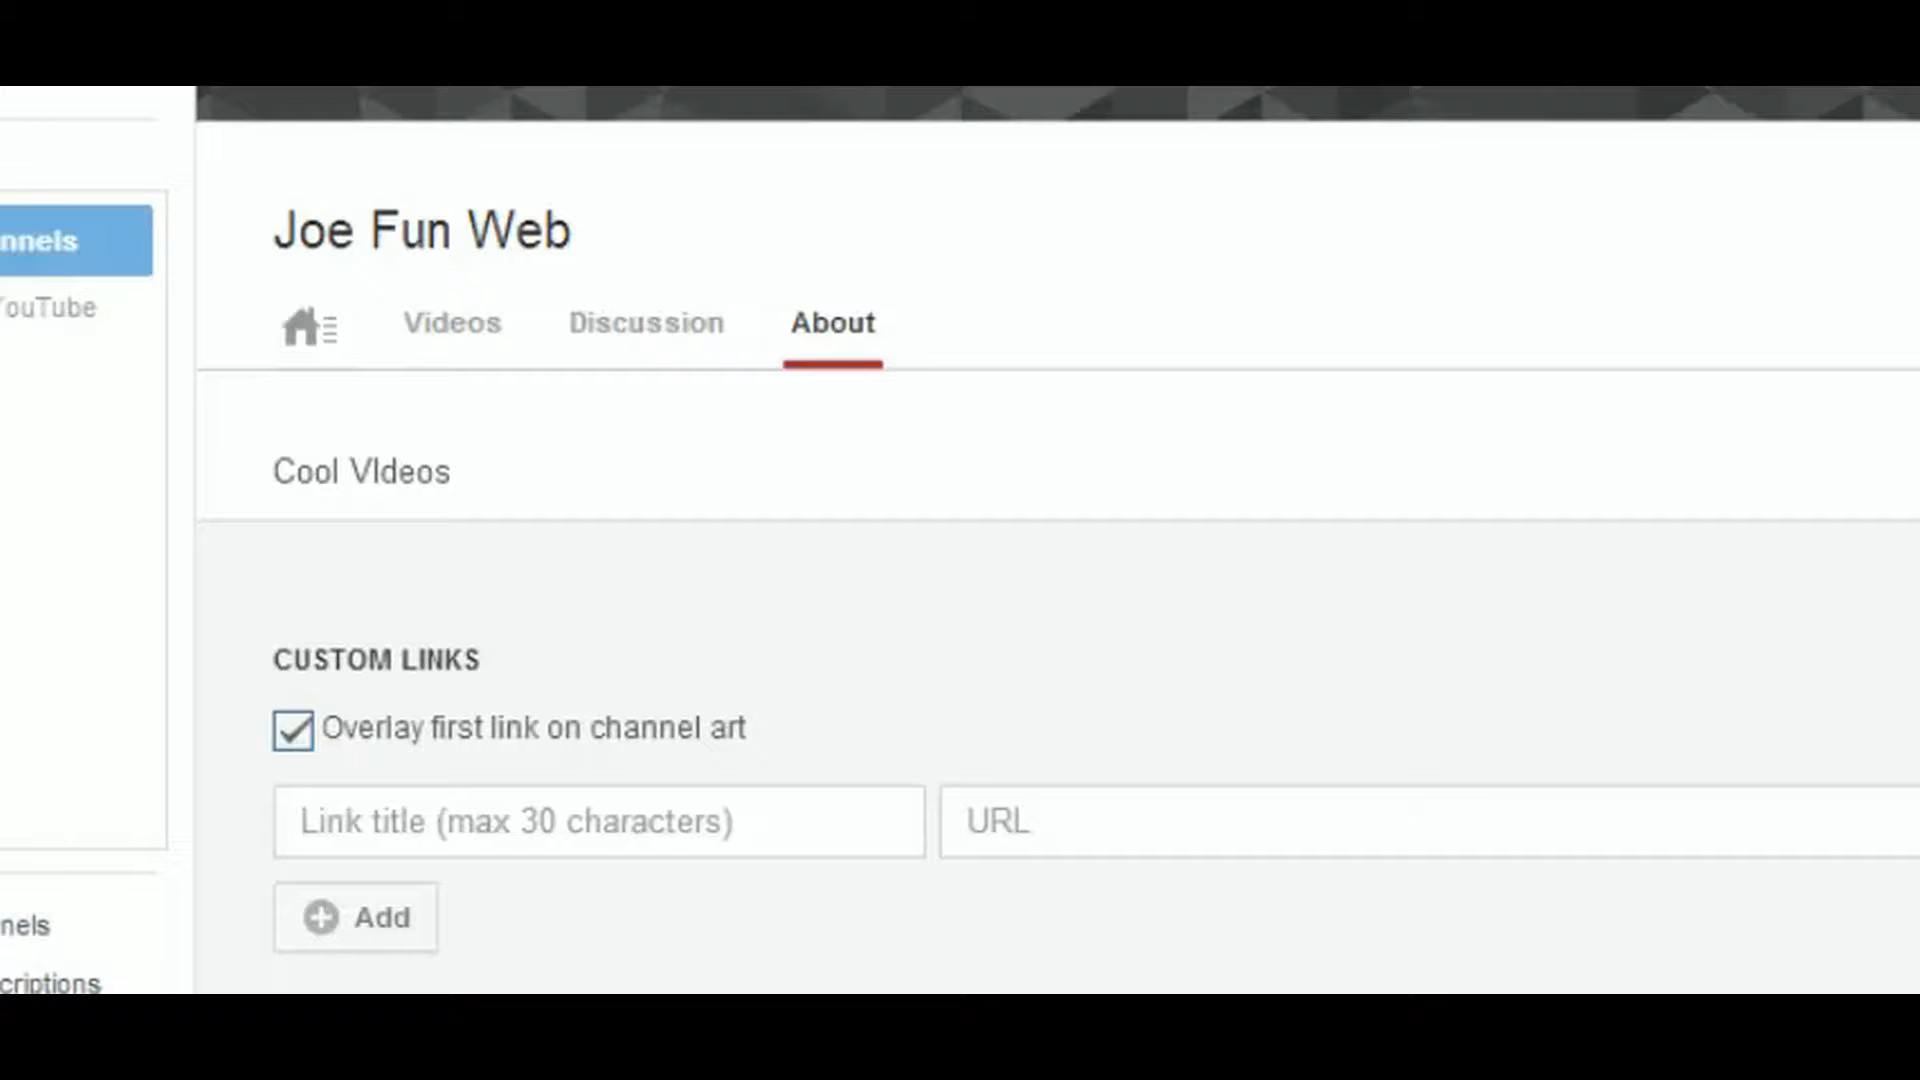 Joe Fun Web
nnels
YouTube
Videos
Discussion
About
Cool VIdeos
CUSTOM LINKS
Overlay first link on channel art
Link title (max 30 characters)
URL
Add
nels
criptions